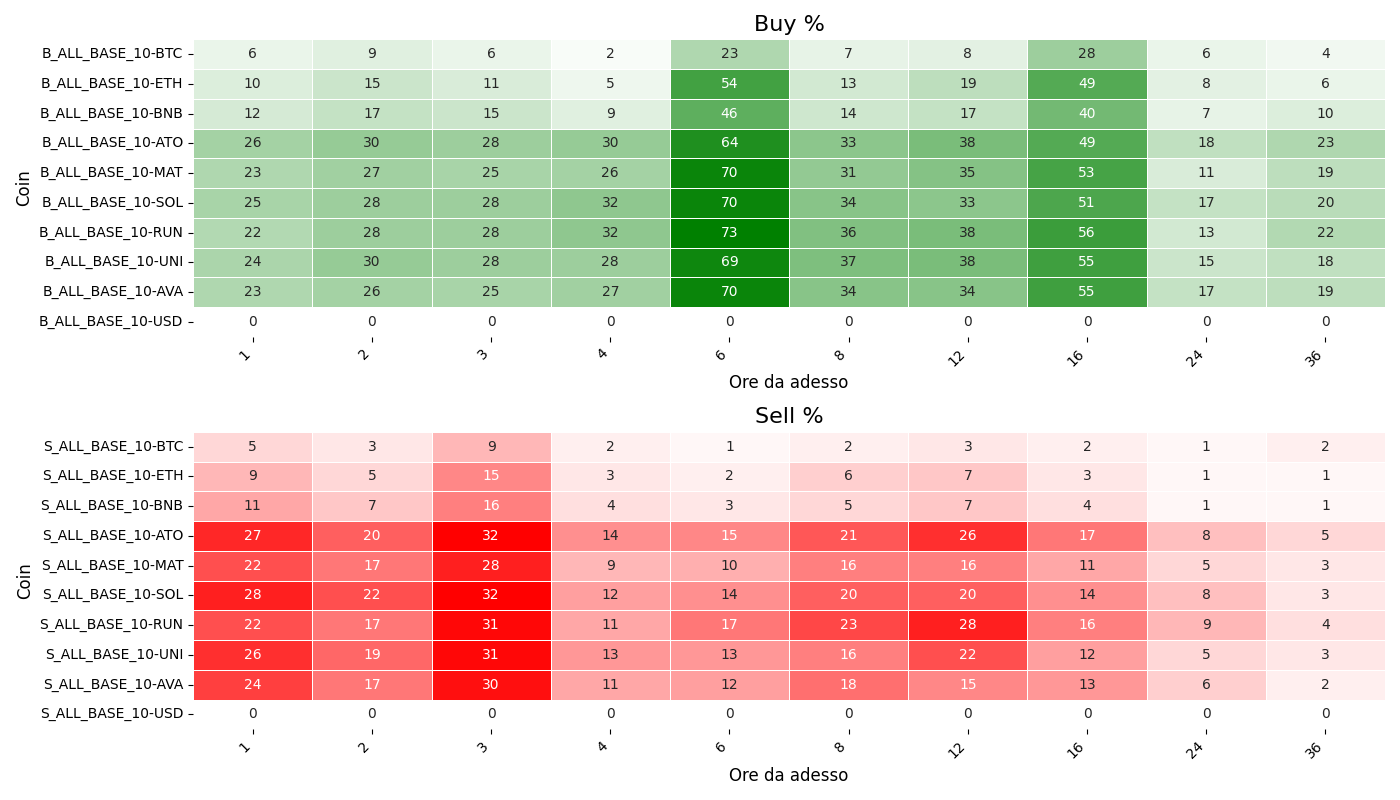 Buy %
Coin
B_ALL_BASE_10-BTC 6 9 6 2 23 7 8 28 6 4
B_ALL_BASE_10-ETH 10 15 11 5 54 13 19 49 8 6
B_ALL_BASE_10-BNB 12 17 15 9 46 14 17 40 7 10
B_ALL_BASE_10-ATO 26 30 28 30 64 33 38 49 18 23
B_ALL_BASE_10-MAT 23 27 25 26 70 31 35 53 11 19
B_ALL_BASE_10-SOL 25 28 28 32 70 34 33 51 17 20
B_ALL_BASE_10-RUN 22 28 28 32 73 36 38 56 13 22
B_ALL_BASE_10-UNI 24 30 28 28 69 37 38 55 15 18
B_ALL_BASE_10-AVA 23 26 25 27 70 34 34 55 17 19
B_ALL_BASE_10-USD 0 0 0 0 0 0 0 0 0 0
1 2 3 4 6 8 12 16 24 36
Ore da adesso
Sell %
Coin
S_ALL_BASE_10-BTC 5 3 9 2 1 2 3 2 1 2
S_ALL_BASE_10-ETH 9 5 15 3 2 6 7 3 1 1
S_ALL_BASE_10-BNB 11 7 16 4 3 5 7 4 1 1
S_ALL_BASE_10-ATO 27 20 32 14 15 21 26 17 8 5
S_ALL_BASE_10-MAT 22 17 28 9 10 16 16 11 5 3
S_ALL_BASE_10-SOL 28 22 32 12 14 20 20 14 8 3
S_ALL_BASE_10-RUN 22 17 31 11 17 23 28 16 9 4
S_ALL_BASE_10-UNI 26 19 31 13 13 16 22 12 5 3
S_ALL_BASE_10-AVA 24 17 30 11 12 18 15 13 6 2
S_ALL_BASE_10-USD 0 0 0 0 0 0 0 0 0 0
1 2 3 4 6 8 12 16 24 36
Ore da adesso